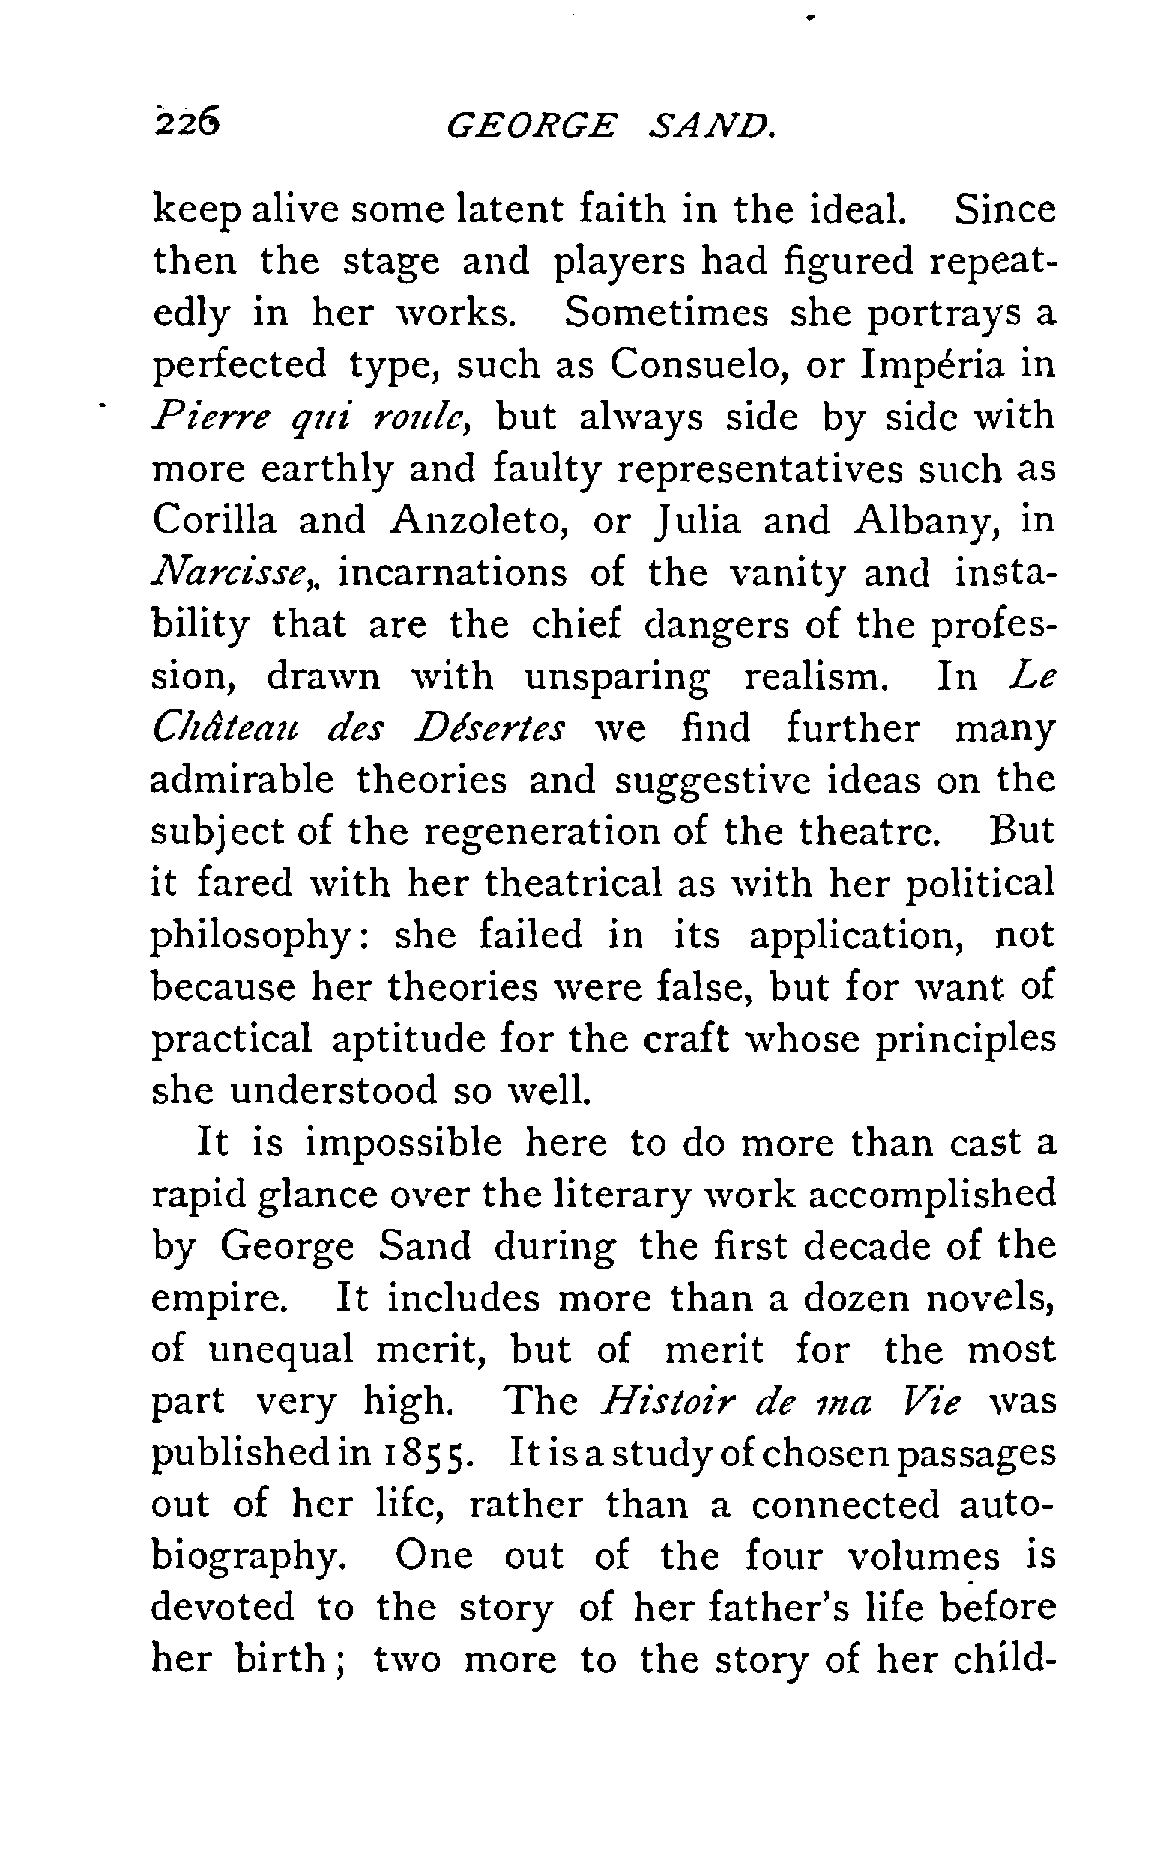 226 GEORGE SAND.
keep alive some latent faith in the ideal. Since
then the stage and players had figured repeat-
edly in her works. Sometimes she portrays a
perfected type, such as Consuelo, or Impéria in
Pierre qui roule, but always side by side with
more earthly and faulty representatives such as
Corilla and Anzoleto, or Julia and Albany, in
Narcisse, incarnations of the vanity and insta-
bility that are the chief dangers of the profes-
sion, drawn with unsparing realism. In Le
Château des Désertes we find further many
admirable theories and suggestive ideas on the
subject of the regeneration of the theatre. But
it fared with her theatrical as with her political
philosophy: she failed in its application, not
because her theories were false, but for want of
practical aptitude for the craft whose principles
she understood so well.
It is impossible here to do more than cast a
rapid glance over the literary work accomplished
by George Sand during the first decade of the
empire. It includes more than a dozen novels,
of unequal merit, but of merit for the most
part very high. The Histoir de ma Vie was
published in 1855. It is a study of chosen passages
out of her life, rather than a connected auto-
biography. One out of the four volumes is
devoted to the story of her father's life before
her birth; two more to the story of her child-